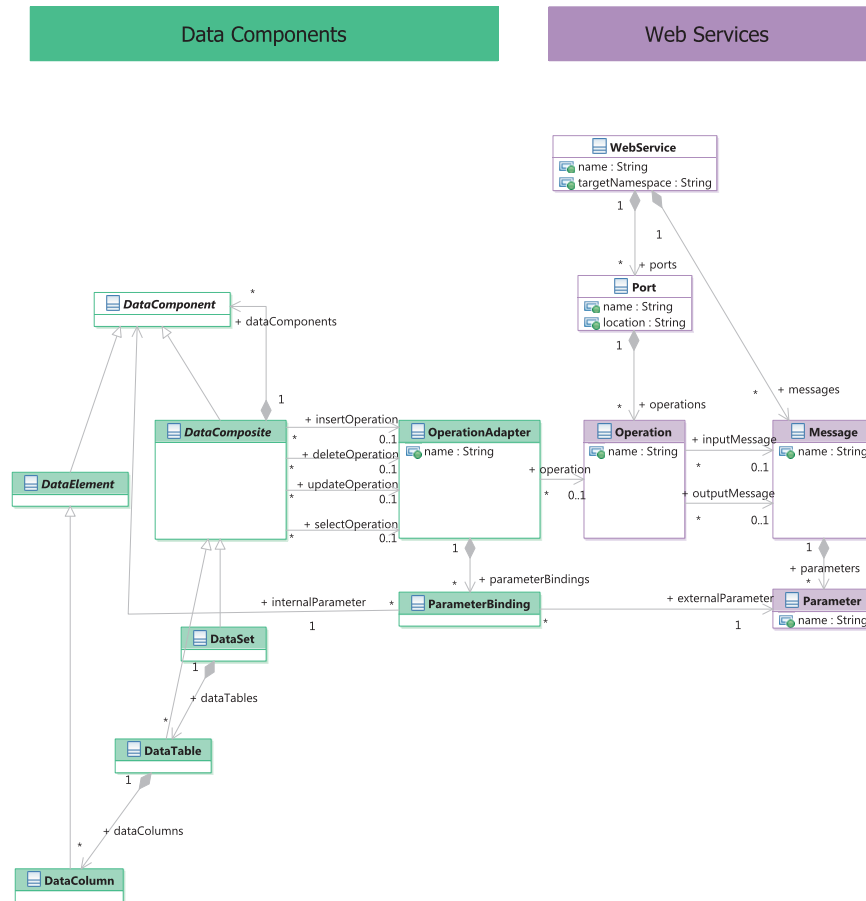 Data Components
Web Services
WebService
name : String
targetNamespace : String
1
1
* + ports
Port
name : String
location : String
1
* + operations
* + messages
DataComponent
*
+ dataComponents
1
DataComposite
+ insertOperation
* 0..1
+ deleteOperation
* 0..1
+ updateOperation
* 0..1
+ selectOperation
* 0..1
OperationAdapter
name : String
+ operation
* 0..1
Operation
name : String
+ inputMessage
* 0..1
+ outputMessage
* 0..1
Message
name : String
DataElement
1
* + parameterBindings
1
+ parameters
*
+ internalParameter
1 *
ParameterBinding
+ externalParameter
* 1
Parameter
name : String
DataSet
1
+ dataTables
*
DataTable
1
+ dataColumns
*
DataColumn